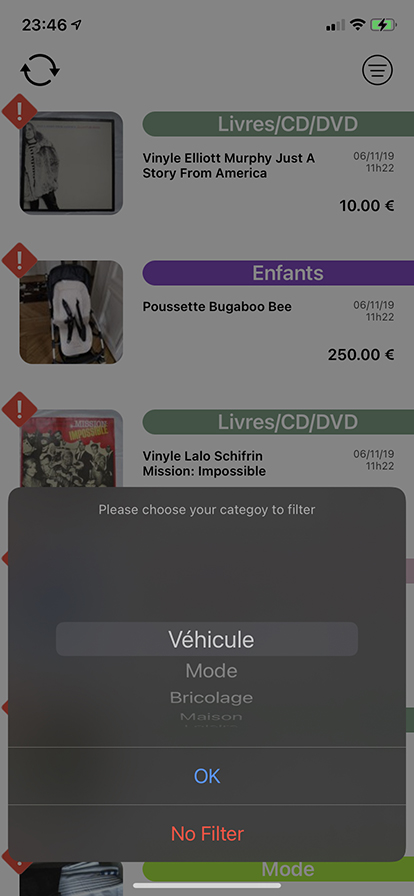 23:46
Livres/CD/DVD
Vinyle Elliott Murphy Just A
Story From America
06/11/19
11h22
10.00 €
Enfants
Poussette Bugaboo Bee
06/11/19
11h22
250.00 €
Livres/CD/DVD
MISSION:
IMPOSSIBLE
Vinyle Lalo Schifrin
Mission: Impossible
06/11/19
11h22
Please choose your categoy to filter
Véhicule
Mode
Bricolage
Maison
OK
No Filter
Mode